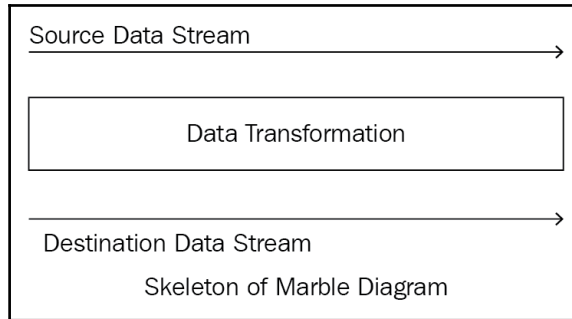 Source Data Stream
Data Transformation
Destination Data Stream
Skeleton of Marble Diagram